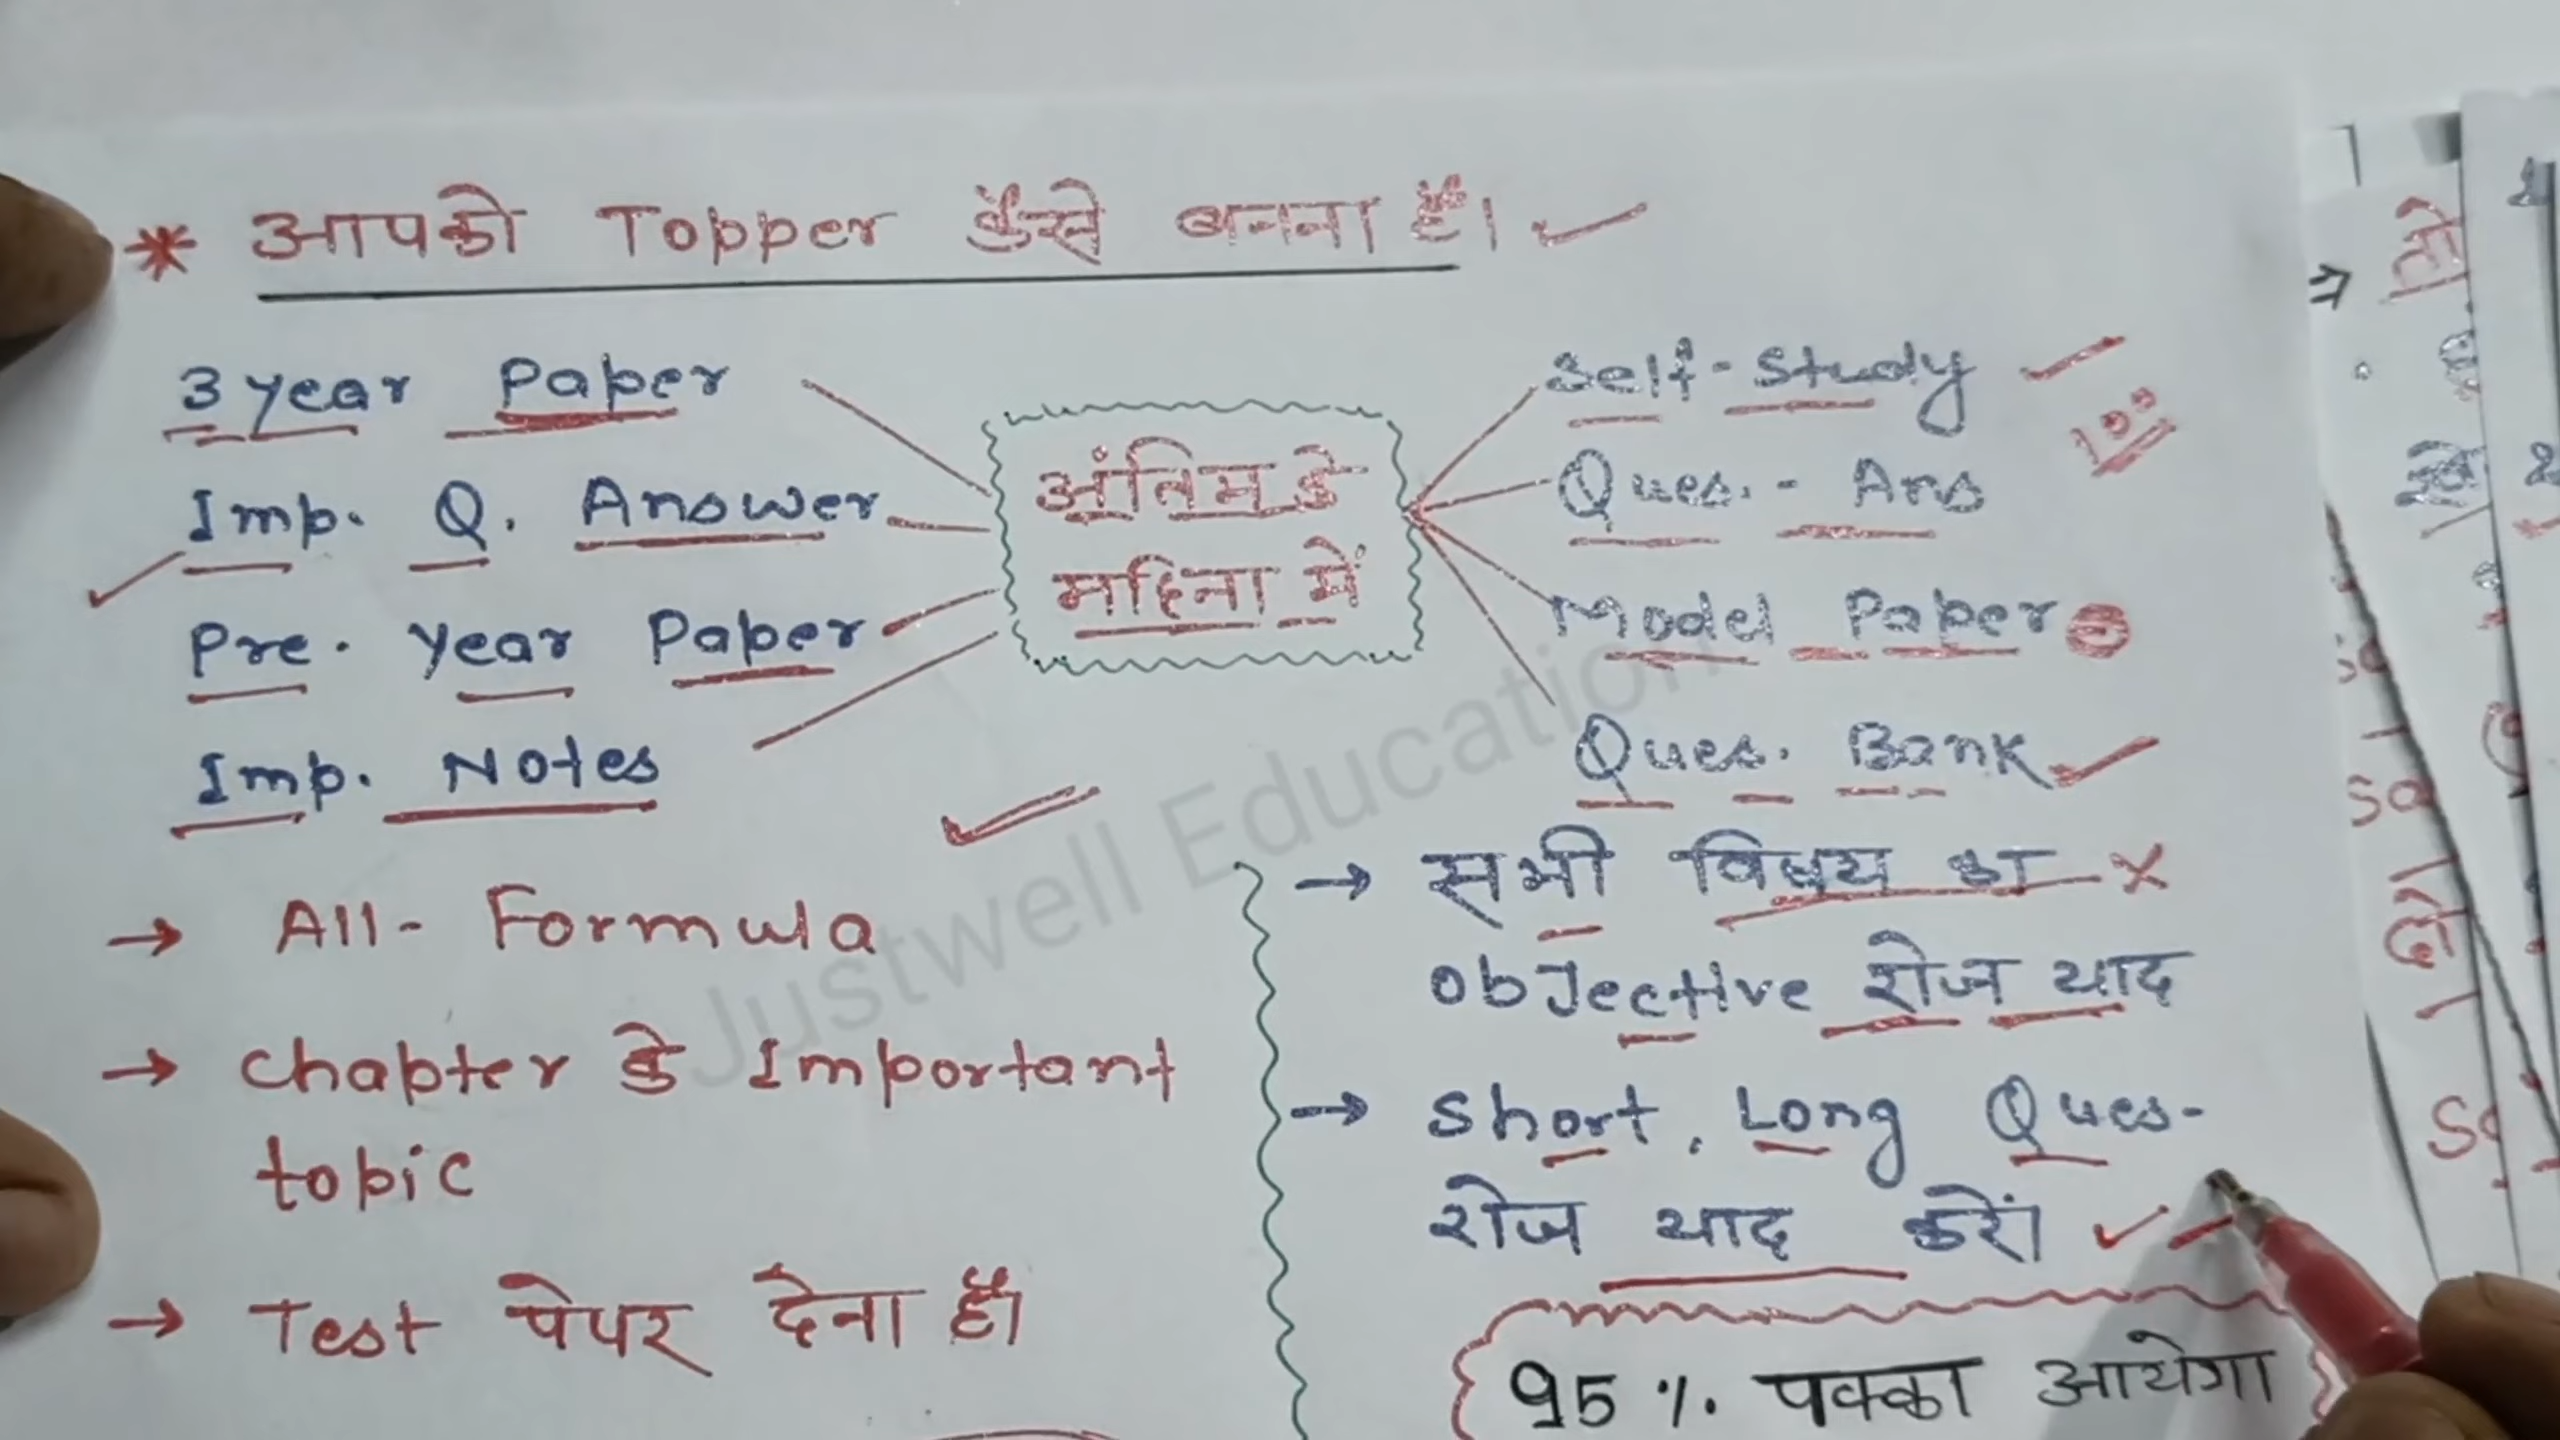 * आपको Topper कैसे बनना है।
3 year Paper
Imp. Q. Answer
Pre. Year Paper
Imp. Notes
अंतिम के
महिना में
Self-Study
100
Ques.- Ans
Model Paper
Ques. Bank
→ All- Formula
→ Chapter के Important
topic
→ Test पेपर देना है।
→ सभी विषय का
objective रोज याद
→ Short, Long Ques-
रोज याद करें।
95 %. पक्का आयेगा
Justwell Education